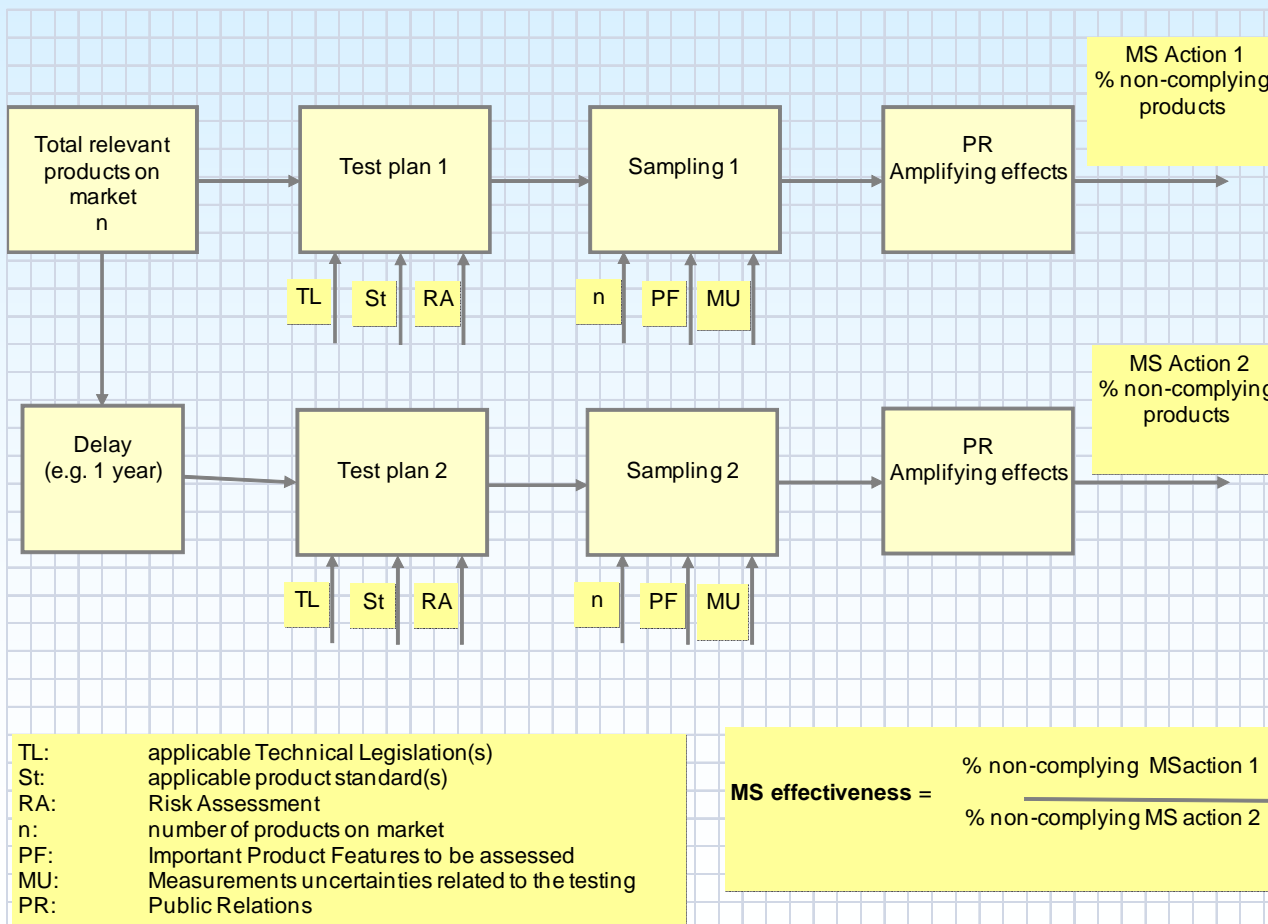 Total relevant
products on
market
n
Test plan 1
Sampling 1
PR
Amplifying effects
MS Action 1
% non-complying
products
TL
St
RA
n
PF
MU
Delay
(e.g. 1 year)
Test plan 2
Sampling 2
PR
Amplifying effects
MS Action 2
% non-complying
products
TL
St
RA
n
PF
MU
TL: applicable Technical Legislation(s)
St: applicable product standard(s)
RA: Risk Assessment
n: number of products on market
PF: Important Product Features to be assessed
MU: Measurements uncertainties related to the testing
PR: Public Relations
% non-complying MSaction 1
MS effectiveness =
% non-complying MS action 2